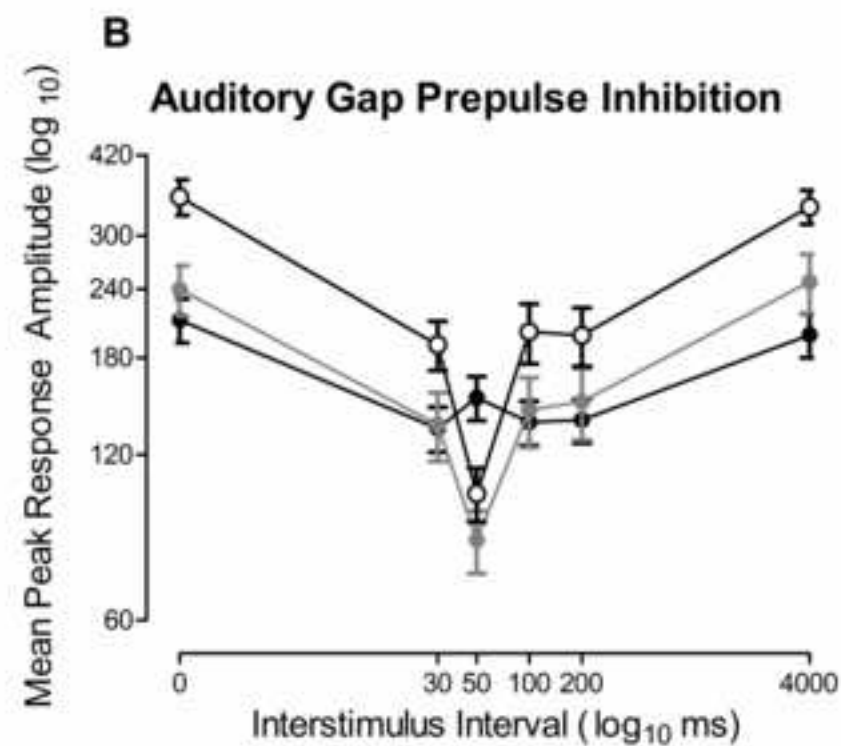 B
Auditory Gap Prepulse Inhibition
Mean Peak Response Amplitude (log 10)
420
300
240
180
120
60
0 30 50 100 200 4000
Interstimulus Interval (log10 ms)